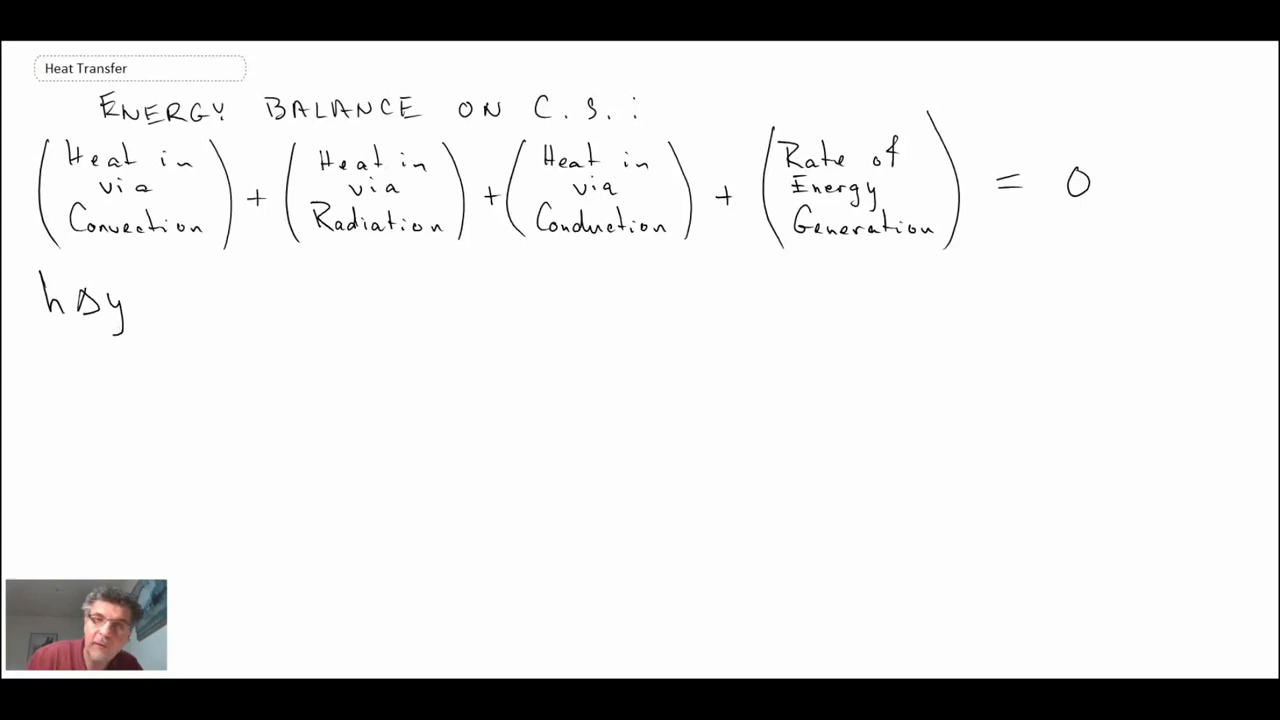 Heat Transfer
ENERGY BALANCE ON C.S.:
(Heat in via Convection) + (Heat in via Radiation) + (Heat in via Conduction) + (Rate of Energy Generation) = 0
hΔy